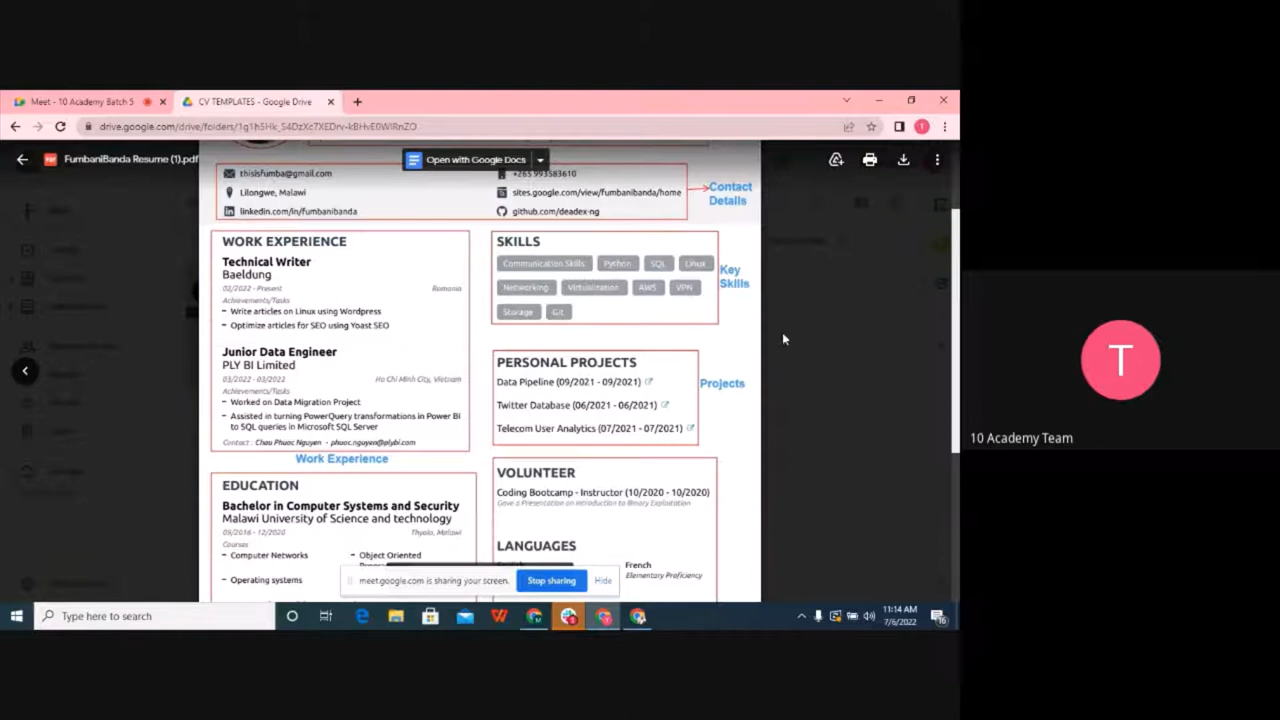 Meet - 10 Academy Batch 5
CV TEMPLATES - Google Drive
FumbaniBanda Resume (1).pdf
Open with Google Docs
thisisfumba@gmail.com
+265 993583610
Lilongwe, Malawi
sites.google.com/view/fumbanibanda/home
linkedin.com/in/fumbanibanda
github.com/deadex-ng
Contact
Details
WORK EXPERIENCE
Technical Writer
Baeldung
02/2022 - Present
Romania
Achievements/Tasks
- Write articles on Linux using Wordpress
- Optimize articles for SEO using Yoast SEO
Junior Data Engineer
PLY BI Limited
03/2022 - 03/2022
Ho Chi Minh City, Vietnam
Achievements/Tasks
- Worked on Data Migration Project
- Assisted in turning PowerQuery transformations in Power BI
to SQL queries in Microsoft SQL Server
Contact : Chau Phuoc Nguyen - phuoc.nguyen@plybi.com
Work Experience
EDUCATION
Bachelor in Computer Systems and Security
Malawi University of Science and technology
09/2016 - 12/2020
Thyolo, Malawi
Courses
- Computer Networks
- Object Oriented
- Operating systems
SKILLS
Communication Skills
Python
SQL
Linux
Networking
Virtualization
AWS
VPN
Storage
Git
Key
Skills
PERSONAL PROJECTS
Data Pipeline (09/2021 - 09/2021)
Twitter Database (06/2021 - 06/2021)
Telecom User Analytics (07/2021 - 07/2021)
Projects
VOLUNTEER
Coding Bootcamp - Instructor (10/2020 - 10/2020)
Gave a Presentation on Introduction to Binary Exploitation
LANGUAGES
French
Elementary Proficiency
meet.google.com is sharing your screen.
Stop sharing
Hide
Type here to search
11:14 AM
7/6/2022
16
T
10 Academy Team